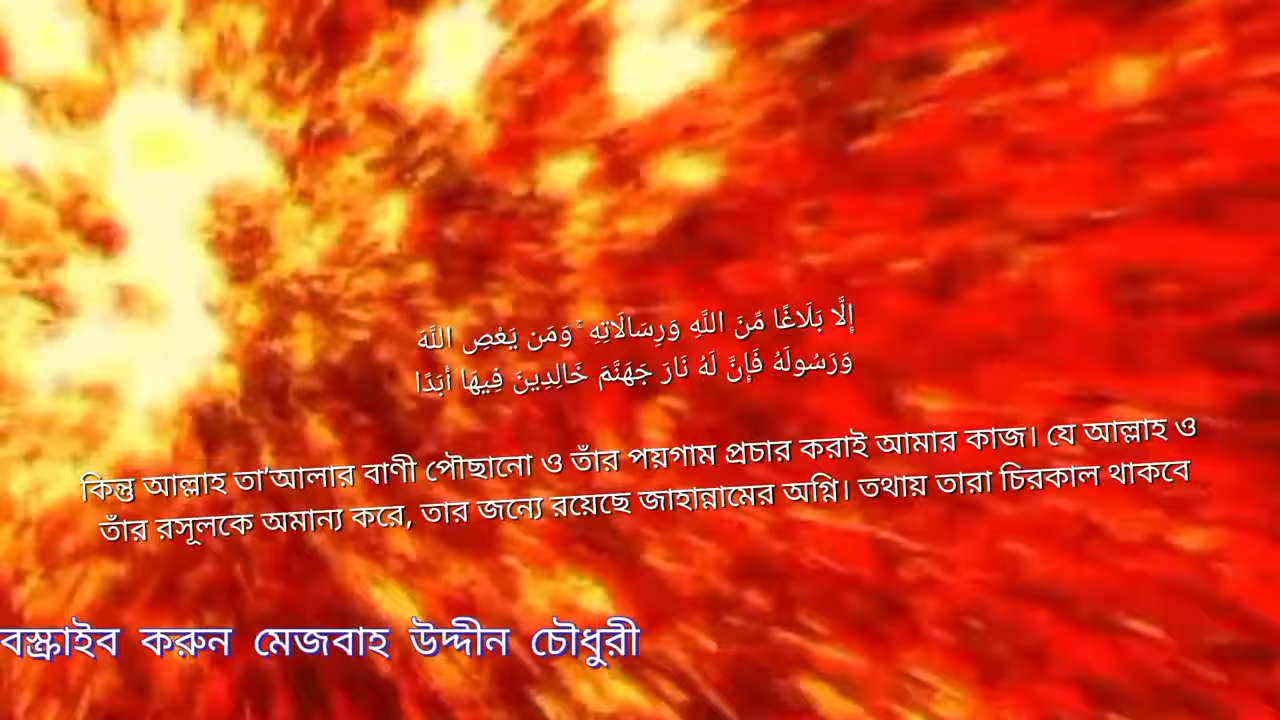 إِلَّا بَلَاغًا مِّنَ اللَّهِ وَرِسَالَاتِهِ ۚ وَمَن يَعْصِ اللَّهَ
وَرَسُولَهُ فَإِنَّ لَهُ نَارَ جَهَنَّمَ خَالِدِينَ فِيهَا أَبَدًا
কিন্তু আল্লাহ তা’আলার বাণী পৌছানো ও তাঁর পয়গাম প্রচার করাই আমার কাজ। যে আল্লাহ ও
তাঁর রসূলকে অমান্য করে, তার জন্যে রয়েছে জাহান্নামের অগ্নি। তথায় তারা চিরকাল থাকবে
বস্ক্রাইব করুন মেজবাহ উদ্দীন চৌধুরী